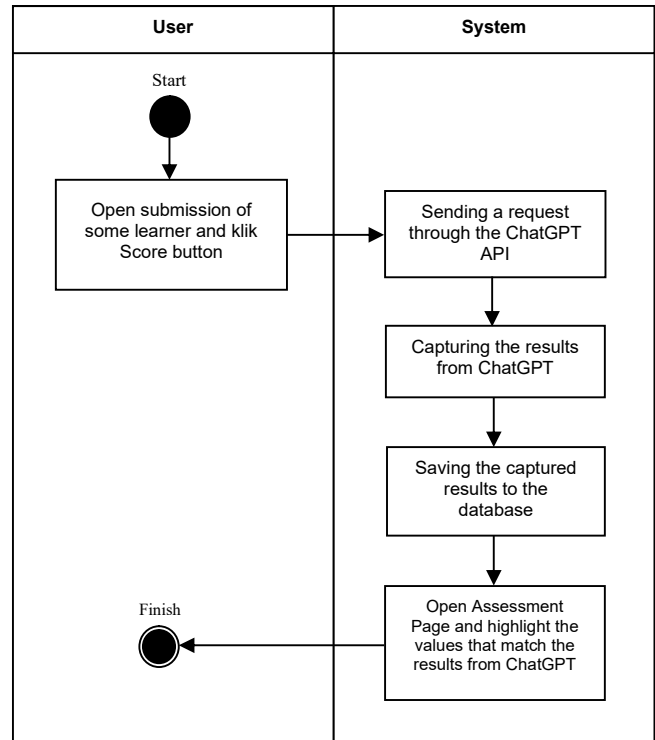 User
System
Start
Open submission of
some learner and klik
Score button
Sending a request
through the ChatGPT
API
Capturing the results
from ChatGPT
Saving the captured
results to the
database
Open Assessment
Page and highlight the
values that match the
results from ChatGPT
Finish